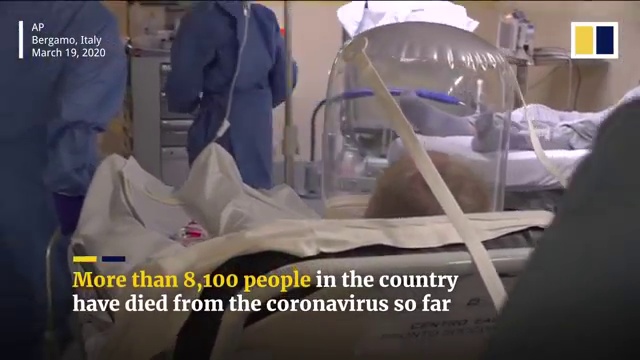 AP
Bergamo, Italy
March 19, 2020
More than 8,100 people in the country
have died from the coronavirus so far